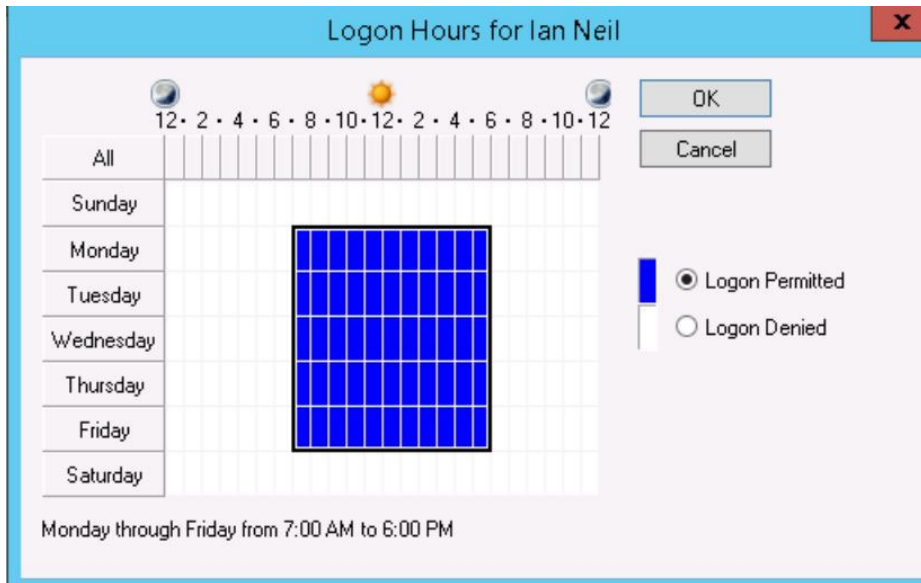 Logon Hours for Ian Neil
x
OK
12 · 2 · 4 · 6 · 8 · 10 · 12 · 2 · 4 · 6 · 8 · 10 · 12
Cancel
All
Sunday
Monday
Tuesday
Wednesday
Thursday
Friday
Saturday
Logon Permitted
Logon Denied
Monday through Friday from 7:00 AM to 6:00 PM